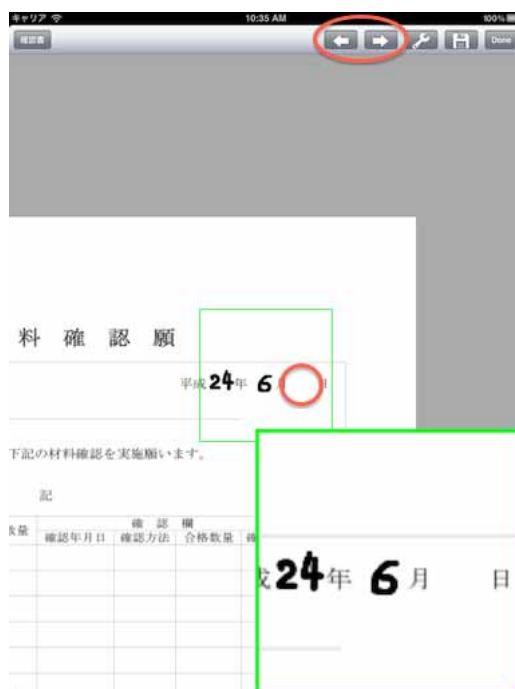 キャリア 10:35 AM 100%
確認書 Done
料 確 認 願
平成24年 6月 日
下記の材料確認を実施願います。
記
数量 確 認 欄
確認年月日 確認方法 合格数量 確
成24年 6月 日